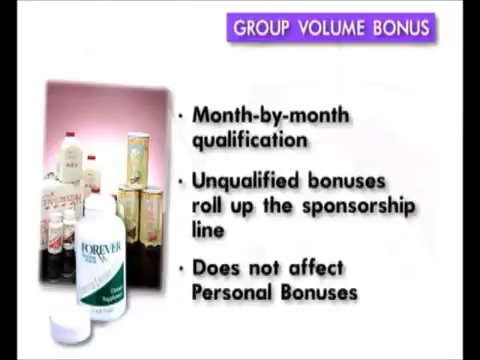 GROUP VOLUME BONUS
· Month-by-month
qualification
· Unqualified bonuses
roll up the sponsorship
line
· Does not affect
Personal Bonuses
FOREVER